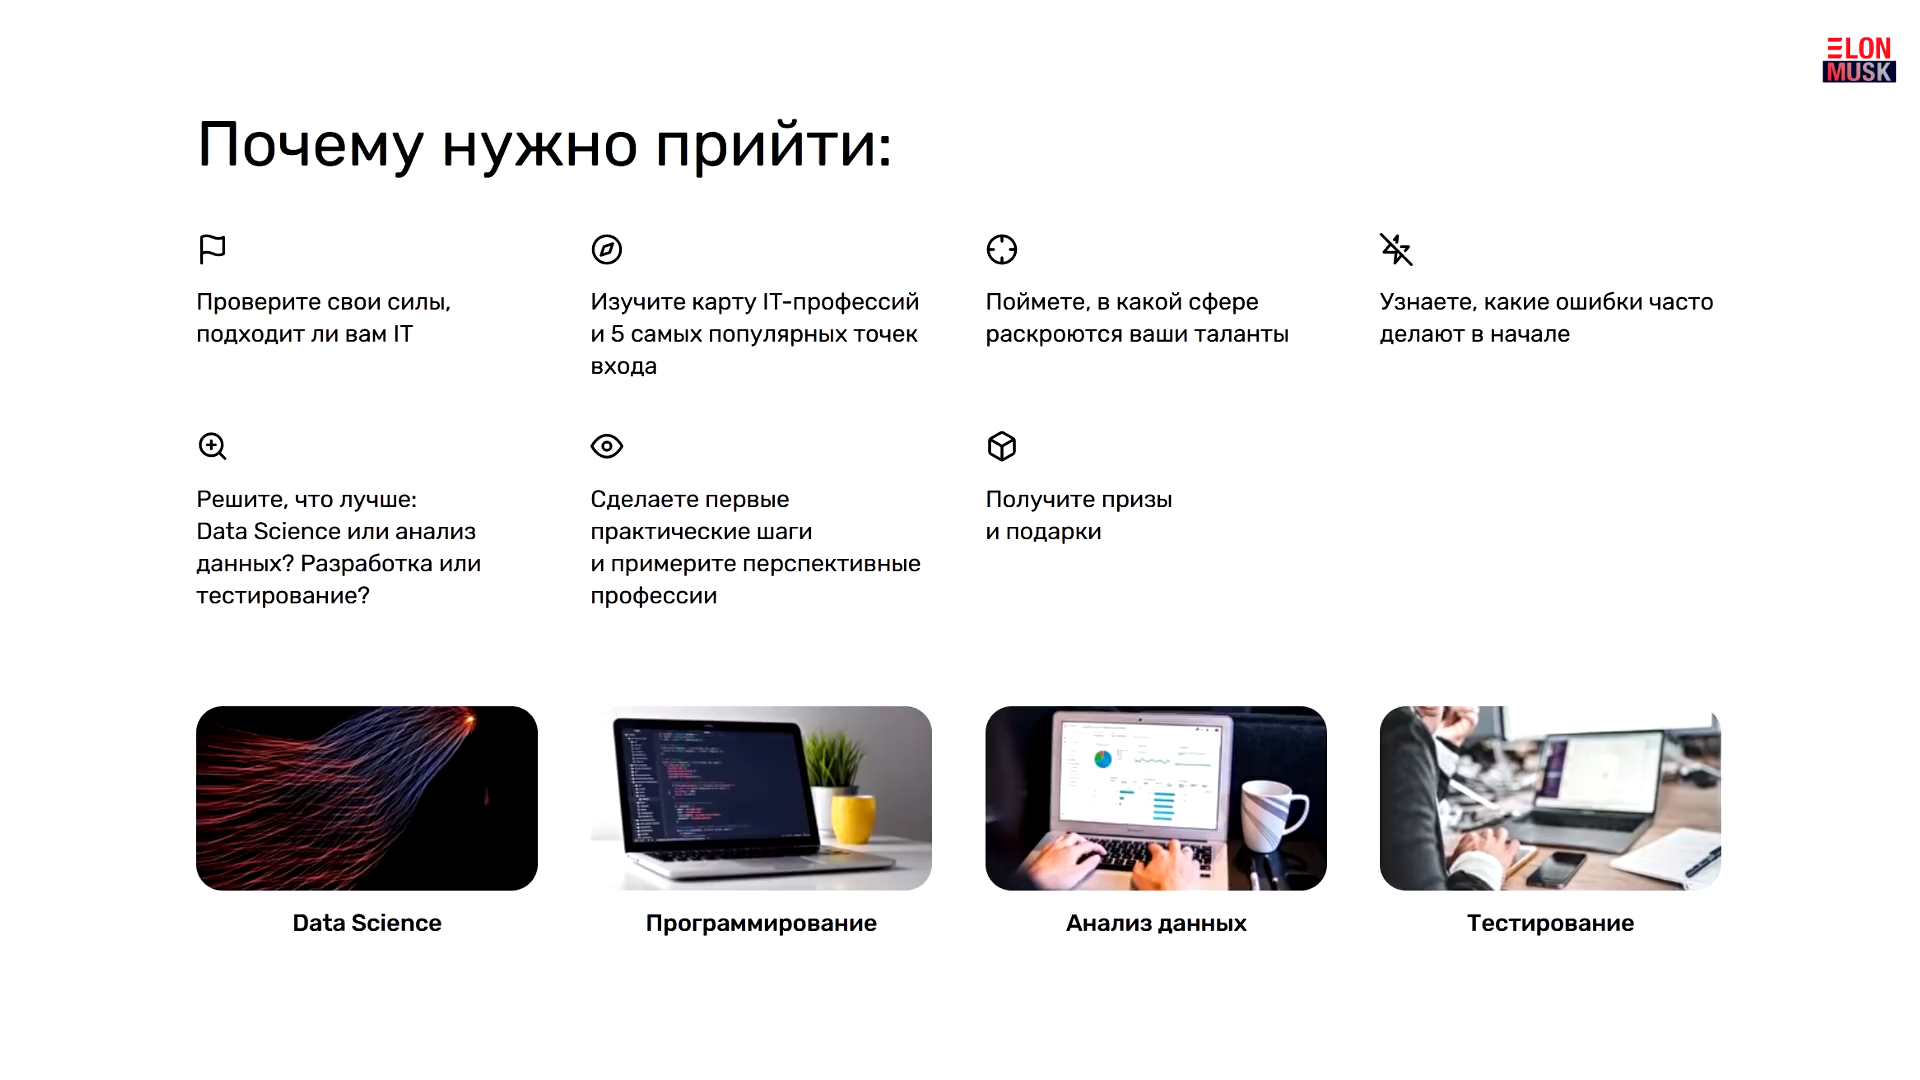 ELON
MUSK
Почему нужно прийти:
Проверите свои силы,
подходит ли вам IT
Изучите карту IT-профессий
и 5 самых популярных точек
входа
Поймете, в какой сфере
раскроются ваши таланты
Узнаете, какие ошибки часто
делают в начале
Решите, что лучше:
Data Science или анализ
данных? Разработка или
тестирование?
Сделаете первые
практические шаги
и примерите перспективные
профессии
Получите призы
и подарки
Data Science
Программирование
Анализ данных
Тестирование